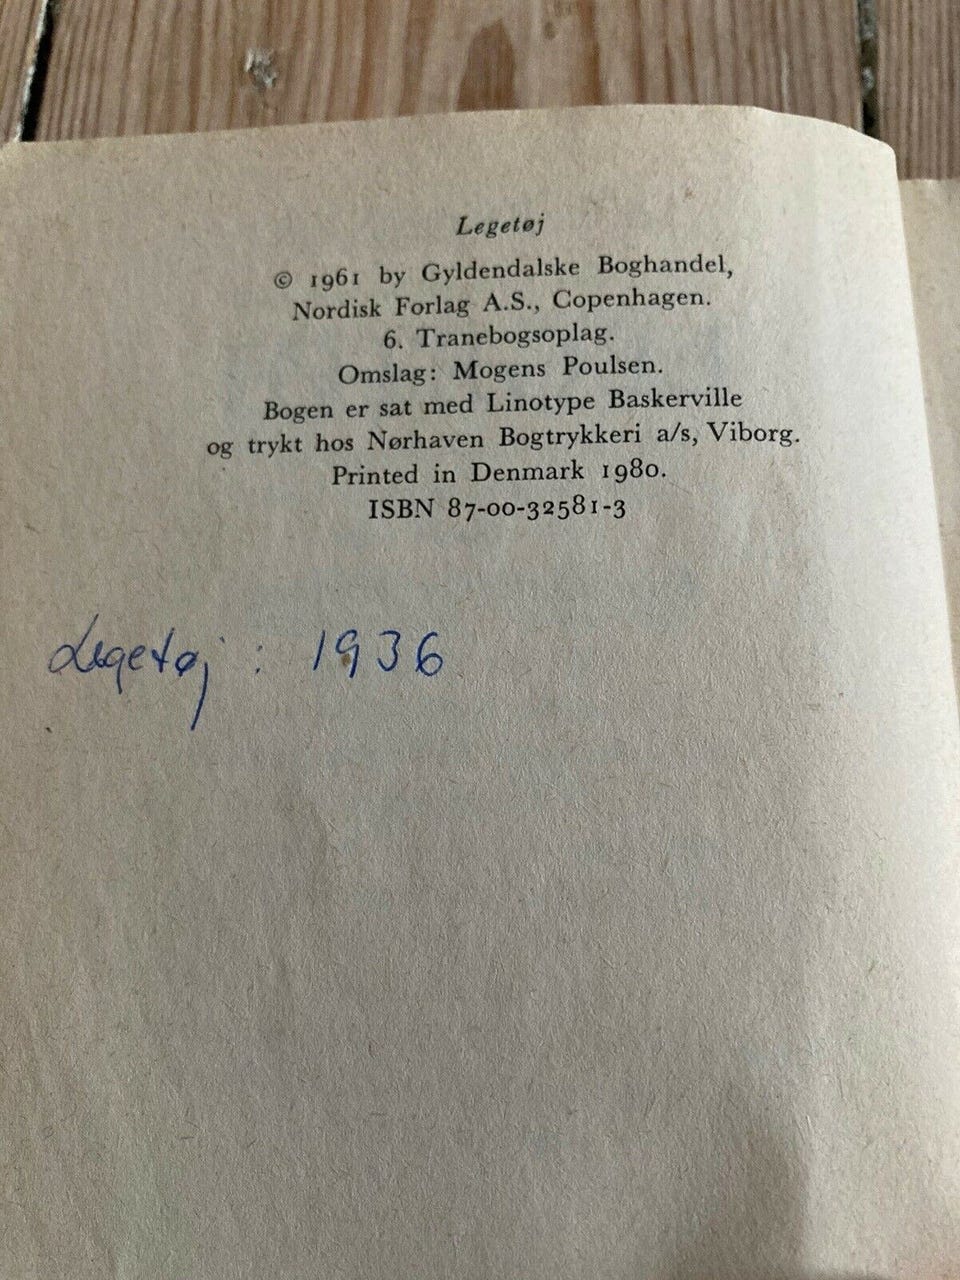 Legetøj
© 1961 by Gyldendalske Boghandel,
Nordisk Forlag A.S., Copenhagen.
6. Tranebogsoplag.
Omslag: Mogens Poulsen.
Bogen er sat med Linotype Baskerville
og trykt hos Nørhaven Bogtrykkeri a/s, Viborg.
Printed in Denmark 1980.
ISBN 87-00-32581-3
Legetøj : 1936